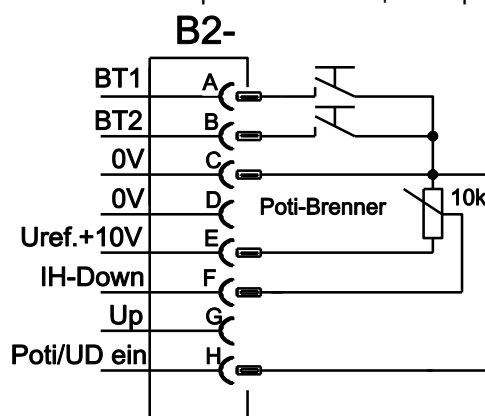 B2-
BT1 A
BT2 B
0V C
0V D Poti-Brenner 10k
Uref.+10V E
IH-Down F
Up G
Poti/UD ein H